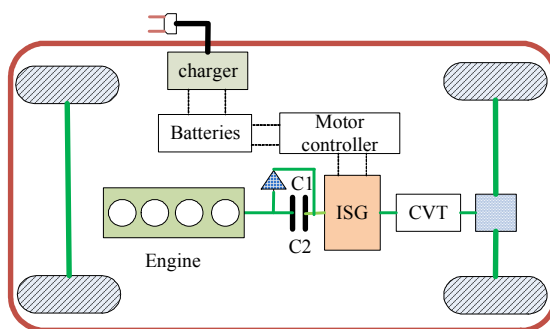 charger
Batteries
Motor
controller
C1
ISG
CVT
C2
Engine